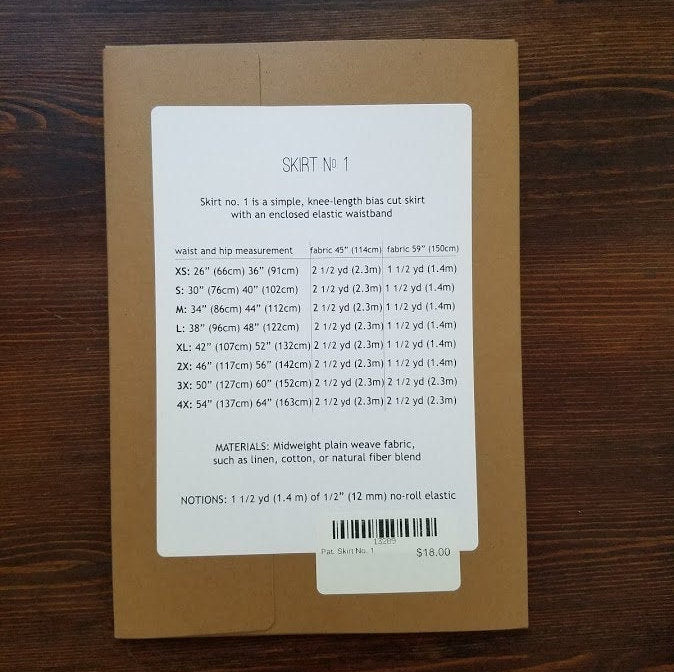 SKIRT Nº 1
Skirt no. 1 is a simple, knee-length bias cut skirt
with an enclosed elastic waistband
waist and hip measurement fabric 45" (114cm) fabric 59" (150cm)
XS: 26" (66cm) 36" (91cm) 2 1/2 yd (2.3m) 1 1/2 yd (1.4m)
S: 30" (76cm) 40" (102cm) 2 1/2 yd (2.3m) 1 1/2 yd (1.4m)
M: 34" (86cm) 44" (112cm) 2 1/2 yd (2.3m) 1 1/2 yd (1.4m)
L: 38" (96cm) 48" (122cm) 2 1/2 yd (2.3m) 1 1/2 yd (1.4m)
XL: 42" (107cm) 52" (132cm) 2 1/2 yd (2.3m) 1 1/2 yd (1.4m)
2X: 46" (117cm) 56" (142cm) 2 1/2 yd (2.3m) 1 1/2 yd (1.4m)
3X: 50" (127cm) 60" (152cm) 2 1/2 yd (2.3m) 2 1/2 yd (2.3m)
4X: 54" (137cm) 64" (163cm) 2 1/2 yd (2.3m) 2 1/2 yd (2.3m)
MATERIALS: Midweight plain weave fabric,
such as linen, cotton, or natural fiber blend
NOTIONS: 1 1/2 yd (1.4 m) of 1/2" (12 mm) no-roll elastic
13289
Pat. Skirt No. 1 $18.00